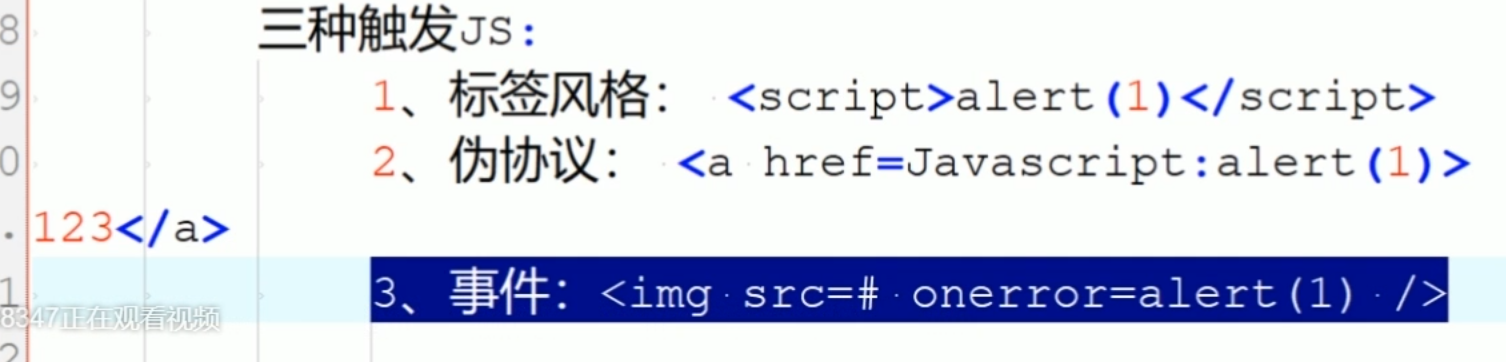 8 三种触发JS:
9 1、标签风格: <script>alert(1)</script>
0 2、伪协议: <a href=Javascript:alert(1)>
.123</a>
1 3、事件: <img src=# onerror=alert(1) />
8347正在观看视频
2